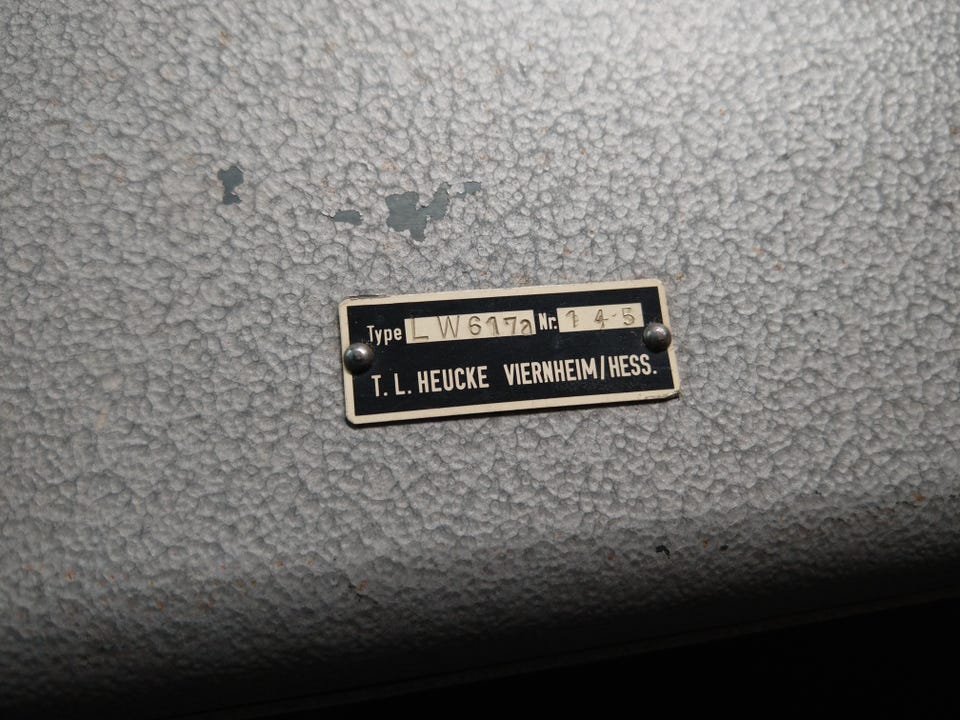 Type LW617a Nr. 145
T. L. HEUCKE VIERNHEIM/HESS.